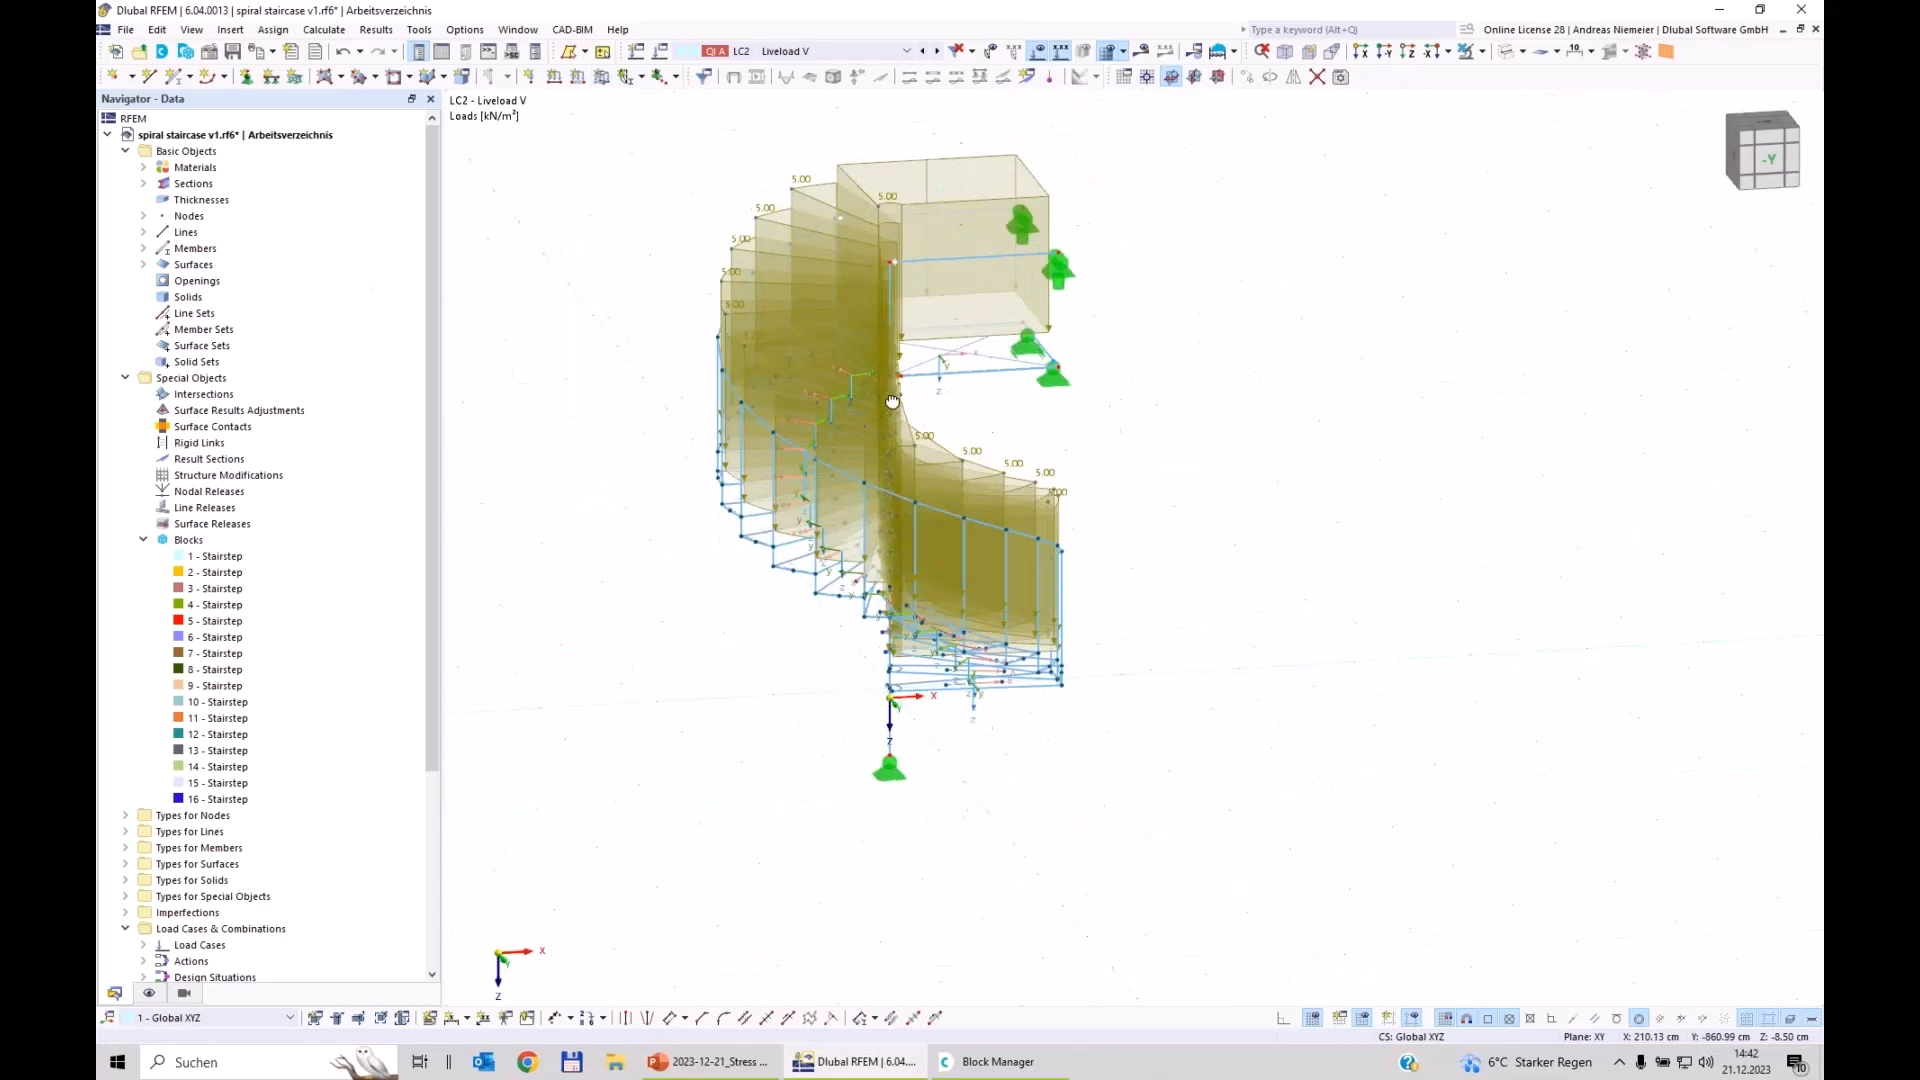 Dlubal RFEM | 6.04.0013 | spiral staircase v1.rf6* | Arbeitsverzeichnis
File Edit View Insert Assign Calculate Results Tools Options Window CAD-BIM Help
Type a keyword (Alt+Q)
Online License 28 | Andreas Niemeier | Dlubal Software GmbH
QI A LC2 Liveload V
Navigator - Data
RFEM
spiral staircase v1.rf6* | Arbeitsverzeichnis
Basic Objects
Materials
Sections
Thicknesses
Nodes
Lines
Members
Surfaces
Openings
Solids
Line Sets
Member Sets
Surface Sets
Solid Sets
Special Objects
Intersections
Surface Results Adjustments
Surface Contacts
Rigid Links
Result Sections
Structure Modifications
Nodal Releases
Line Releases
Surface Releases
Blocks
1 - Stairstep
2 - Stairstep
3 - Stairstep
4 - Stairstep
5 - Stairstep
6 - Stairstep
7 - Stairstep
8 - Stairstep
9 - Stairstep
10 - Stairstep
11 - Stairstep
12 - Stairstep
13 - Stairstep
14 - Stairstep
15 - Stairstep
16 - Stairstep
Types for Nodes
Types for Lines
Types for Members
Types for Surfaces
Types for Solids
Types for Special Objects
Imperfections
Load Cases & Combinations
Load Cases
Actions
Design Situations
LC2 - Liveload V
Loads [kN/m²]
-Y
5.00
5.00
5.00
5.00
5.00
5.00
5.00
5.00
5.00
5.00
5.00
X
Z
X
Y
Z
1 - Global XYZ
CS: Global XYZ
Plane: XY
X: 210.13 cm
Y: -860.99 cm
Z: -8.50 cm
Suchen
2023-12-21_Stress ...
Dlubal RFEM | 6.04....
Block Manager
6°C Starker Regen
14:42
21.12.2023
10